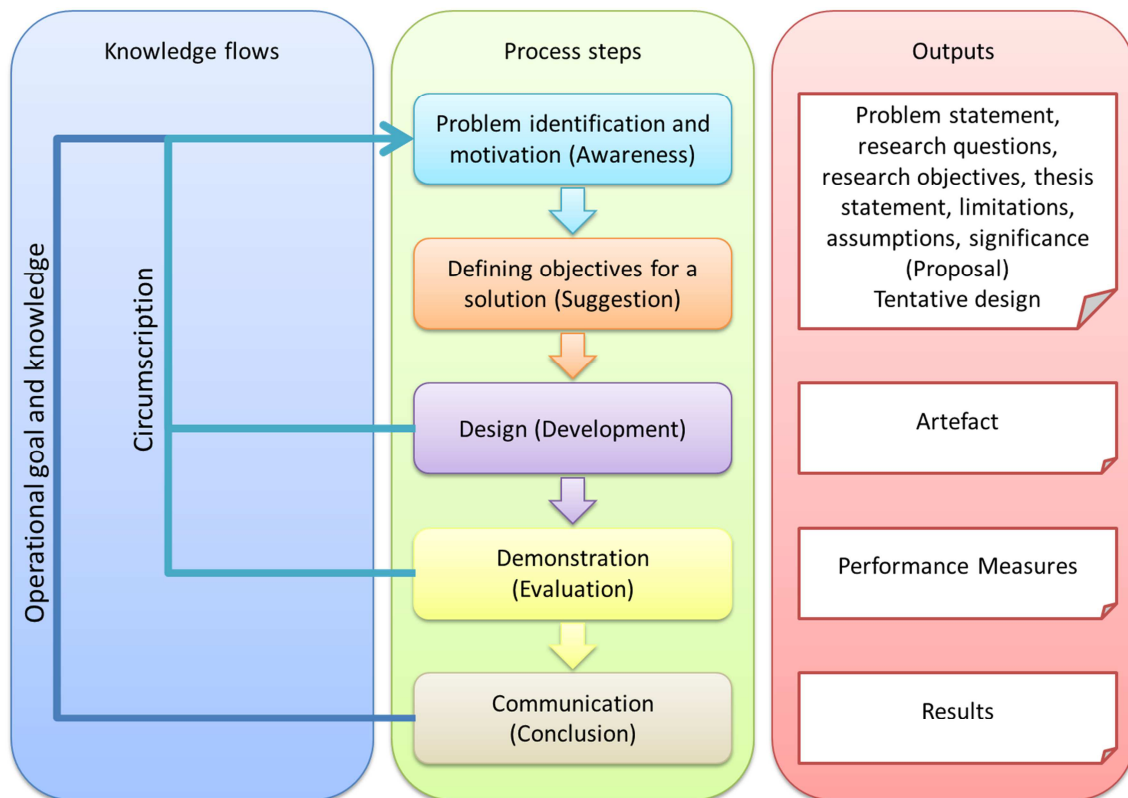 Knowledge flows
Operational goal and knowledge
Circumscription
Process steps
Problem identification and
motivation (Awareness)
Defining objectives for a
solution (Suggestion)
Design (Development)
Demonstration
(Evaluation)
Communication
(Conclusion)
Outputs
Problem statement,
research questions,
research objectives, thesis
statement, limitations,
assumptions, significance
(Proposal)
Tentative design
Artefact
Performance Measures
Results